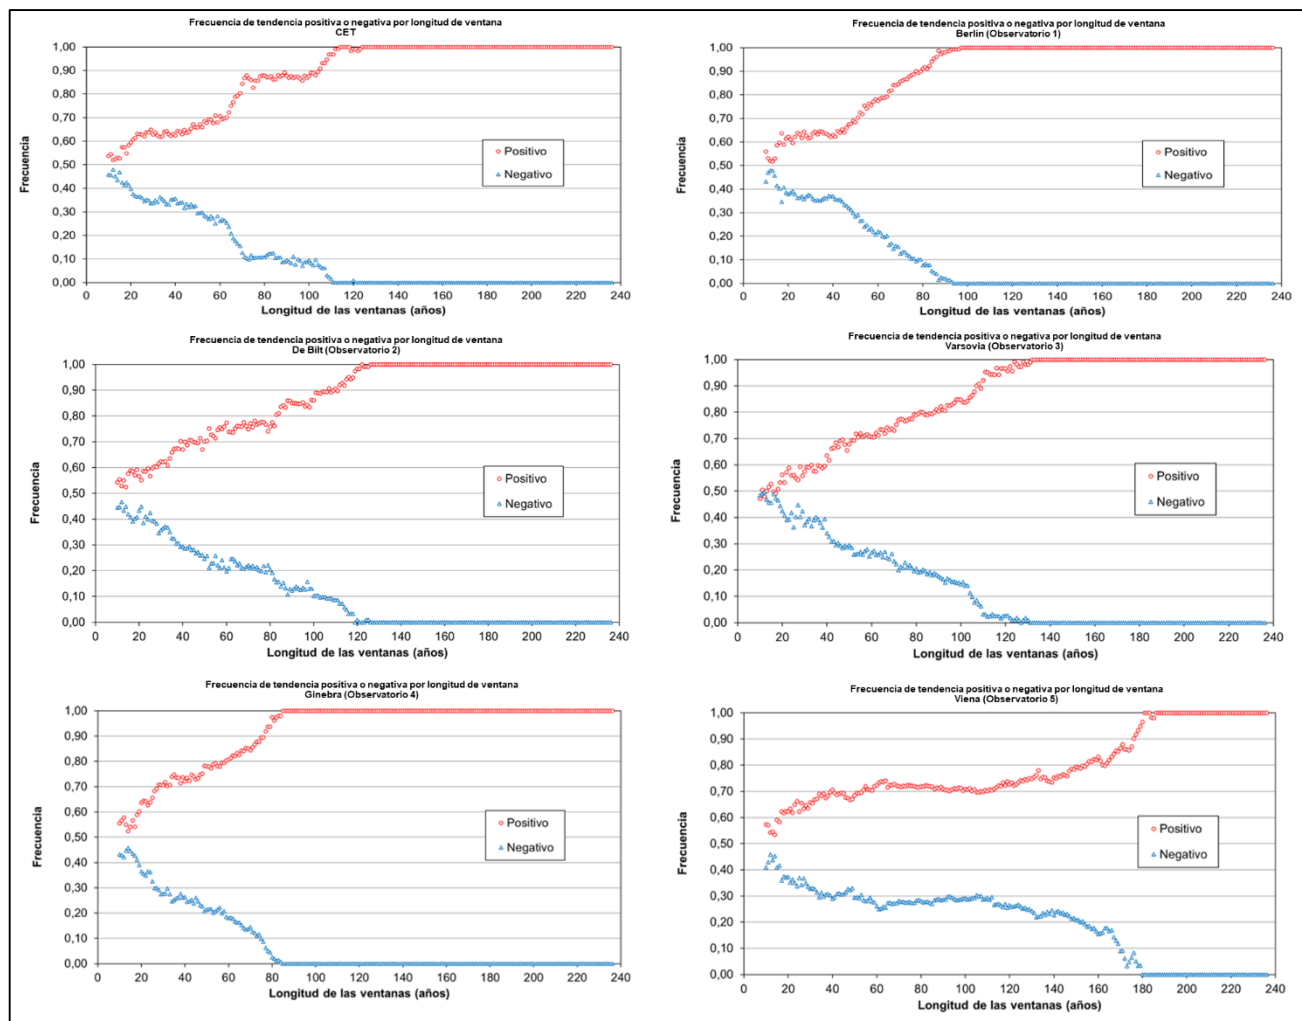 Frecuencia de tendencia positiva o negativa por longitud de ventana
CET
1,00
0,90
0,80
0,70
0,60
0,50
0,40
0,30
0,20
0,10
0,00
Frecuencia
Positivo
Negativo
0 20 40 60 80 100 120 140 160 180 200 220 240
Longitud de las ventanas (años)
Frecuencia de tendencia positiva o negativa por longitud de ventana
Berlin (Observatorio 1)
1,00
0,90
0,80
0,70
0,60
0,50
0,40
0,30
0,20
0,10
0,00
Frecuencia
Positivo
Negativo
0 20 40 60 80 100 120 140 160 180 200 220 240
Longitud de las ventanas (años)
Frecuencia de tendencia positiva o negativa por longitud de ventana
De Bilt (Observatorio 2)
1,00
0,90
0,80
0,70
0,60
0,50
0,40
0,30
0,20
0,10
0,00
Frecuencia
Positivo
Negativo
0 20 40 60 80 100 120 140 160 180 200 220 240
Longitud de las ventanas (años)
Frecuencia de tendencia positiva o negativa por longitud de ventana
Varsovia (Observatorio 3)
1,00
0,90
0,80
0,70
0,60
0,50
0,40
0,30
0,20
0,10
0,00
Frecuencia
Positivo
Negativo
0 20 40 60 80 100 120 140 160 180 200 220 240
Longitud de las ventanas (años)
Frecuencia de tendencia positiva o negativa por longitud de ventana
Ginebra (Observatorio 4)
1,00
0,90
0,80
0,70
0,60
0,50
0,40
0,30
0,20
0,10
0,00
Frecuencia
Positivo
Negativo
0 20 40 60 80 100 120 140 160 180 200 220 240
Longitud de las ventanas (años)
Frecuencia de tendencia positiva o negativa por longitud de ventana
Viena (Observatorio 5)
1,00
0,90
0,80
0,70
0,60
0,50
0,40
0,30
0,20
0,10
0,00
Frecuencia
Positivo
Negativo
0 20 40 60 80 100 120 140 160 180 200 220 240
Longitud de las ventanas (años)